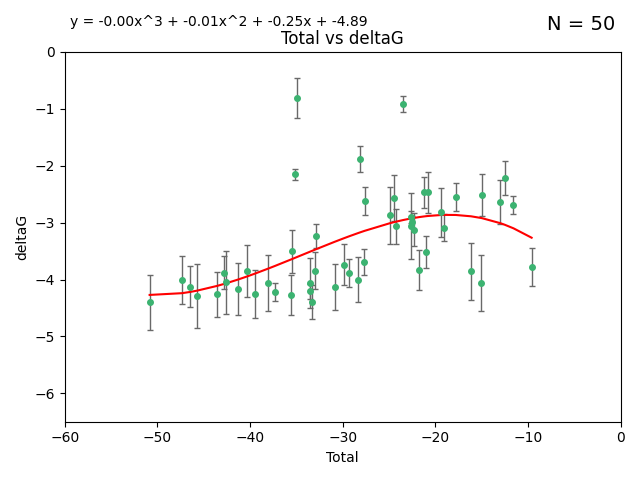 y = -0.00x^3 + -0.01x^2 + -0.25x + -4.89
N = 50
Total vs deltaG
0
−1
−2
−3
−4
−5
−6
deltaG
−60 −50 −40 −30 −20 −10 0
Total